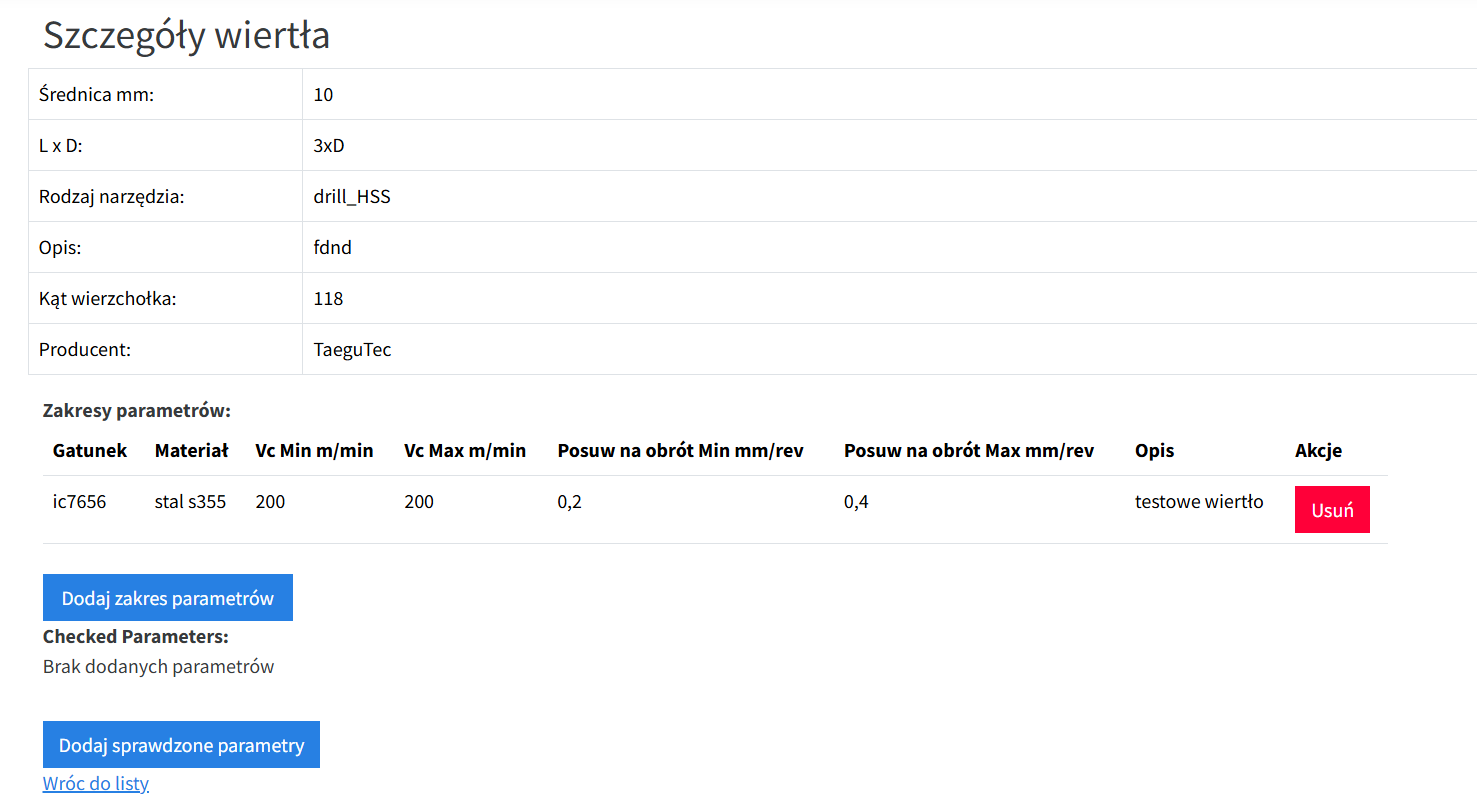 Szczegóły wiertła
Średnica mm: 10
L x D: 3xD
Rodzaj narzędzia: drill_HSS
Opis: fdnd
Kąt wierzchołka: 118
Producent: TaeguTec
Zakresy parametrów:
Gatunek Materiał Vc Min m/min Vc Max m/min Posuw na obrót Min mm/rev Posuw na obrót Max mm/rev Opis Akcje
ic7656 stal s355 200 200 0,2 0,4 testowe wiertło Usuń
Dodaj zakres parametrów
Checked Parameters:
Brak dodanych parametrów
Dodaj sprawdzone parametry
Wróc do listy